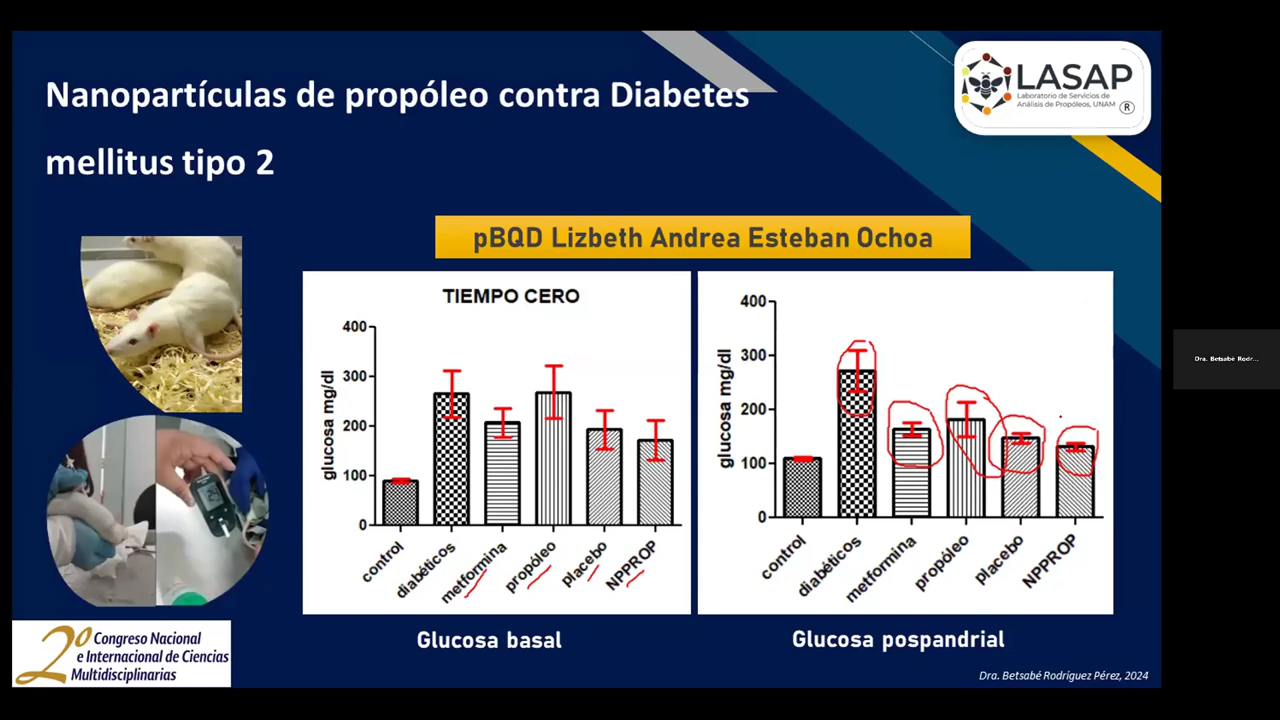 Nanopartículas de propóleo contra Diabetes
mellitus tipo 2
LASAP
Laboratorio de Servicios de
Análisis de Propóleos, UNAM
®
pBQD Lizbeth Andrea Esteban Ochoa
TIEMPO CERO
glucosa mg/dl
400
300
200
100
0
control
diabéticos
metformina
propóleo
placebo
NPPROP
Glucosa basal
glucosa mg/dl
400
300
200
100
0
control
diabéticos
metformina
propóleo
placebo
NPPROP
Glucosa pospandrial
2º Congreso Nacional
e Internacional de Ciencias
Multidisciplinarias
Dra. Betsabé Rodríguez Pérez, 2024
Dra. Betsabé Rodr...